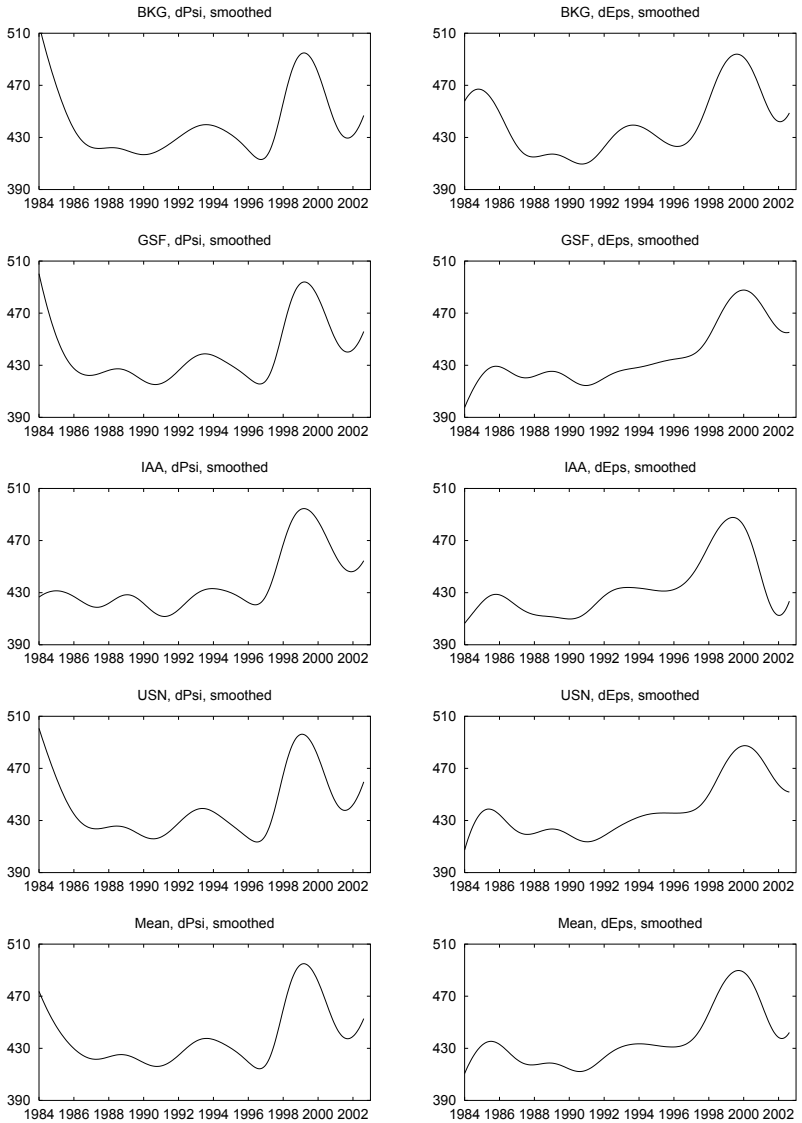 BKG, dPsi, smoothed
510
470
430
390
1984 1986 1988 1990 1992 1994 1996 1998 2000 2002
BKG, dEps, smoothed
510
470
430
390
1984 1986 1988 1990 1992 1994 1996 1998 2000 2002
GSF, dPsi, smoothed
510
470
430
390
1984 1986 1988 1990 1992 1994 1996 1998 2000 2002
GSF, dEps, smoothed
510
470
430
390
1984 1986 1988 1990 1992 1994 1996 1998 2000 2002
IAA, dPsi, smoothed
510
470
430
390
1984 1986 1988 1990 1992 1994 1996 1998 2000 2002
IAA, dEps, smoothed
510
470
430
390
1984 1986 1988 1990 1992 1994 1996 1998 2000 2002
USN, dPsi, smoothed
510
470
430
390
1984 1986 1988 1990 1992 1994 1996 1998 2000 2002
USN, dEps, smoothed
510
470
430
390
1984 1986 1988 1990 1992 1994 1996 1998 2000 2002
Mean, dPsi, smoothed
510
470
430
390
1984 1986 1988 1990 1992 1994 1996 1998 2000 2002
Mean, dEps, smoothed
510
470
430
390
1984 1986 1988 1990 1992 1994 1996 1998 2000 2002